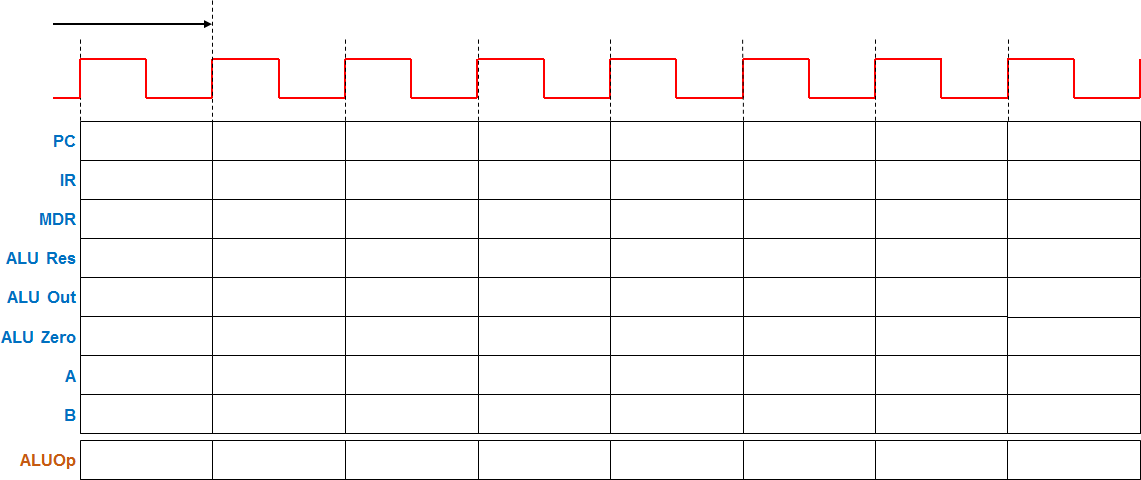 PC
IR
MDR
ALU Res
ALU Out
ALU Zero
A
B
ALUOp